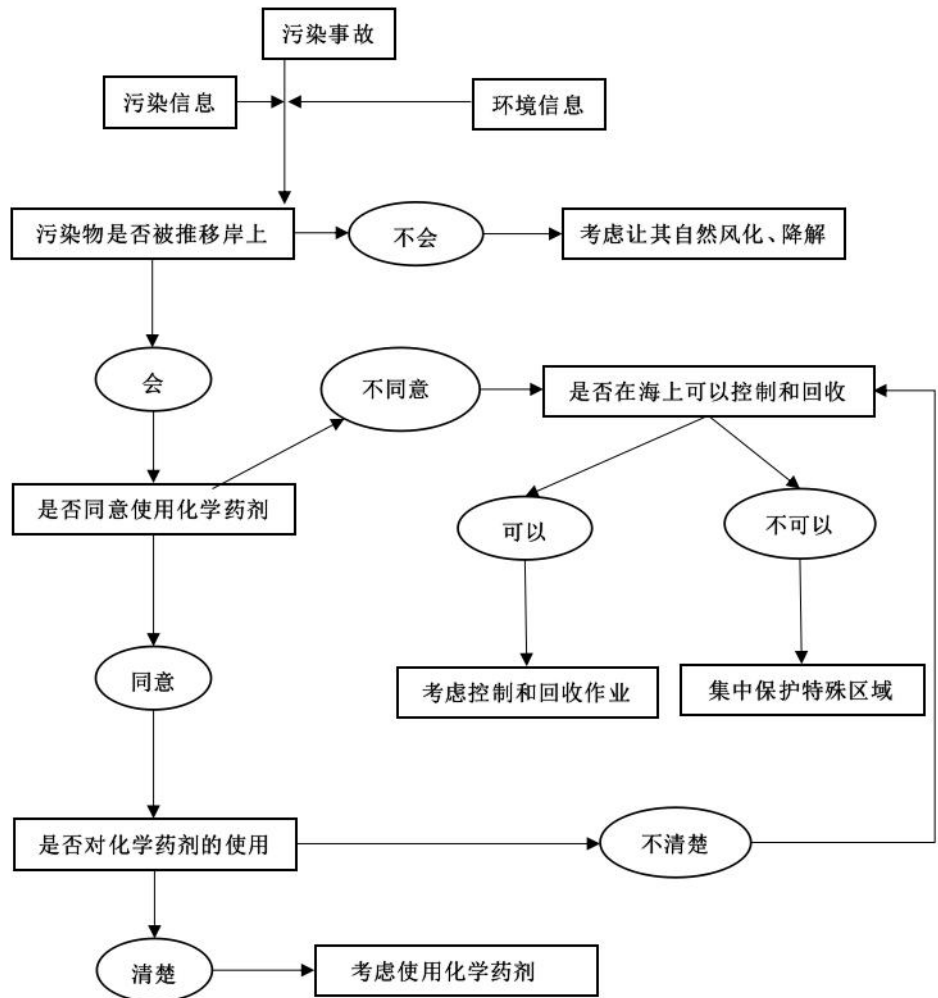 污染事故
污染信息
环境信息
污染物是否被推移岸上
不会
考虑让其自然风化、降解
会
不同意
是否在海上可以控制和回收
是否同意使用化学药剂
可以
不可以
同意
考虑控制和回收作业
集中保护特殊区域
是否对化学药剂的使用
不清楚
清楚
考虑使用化学药剂